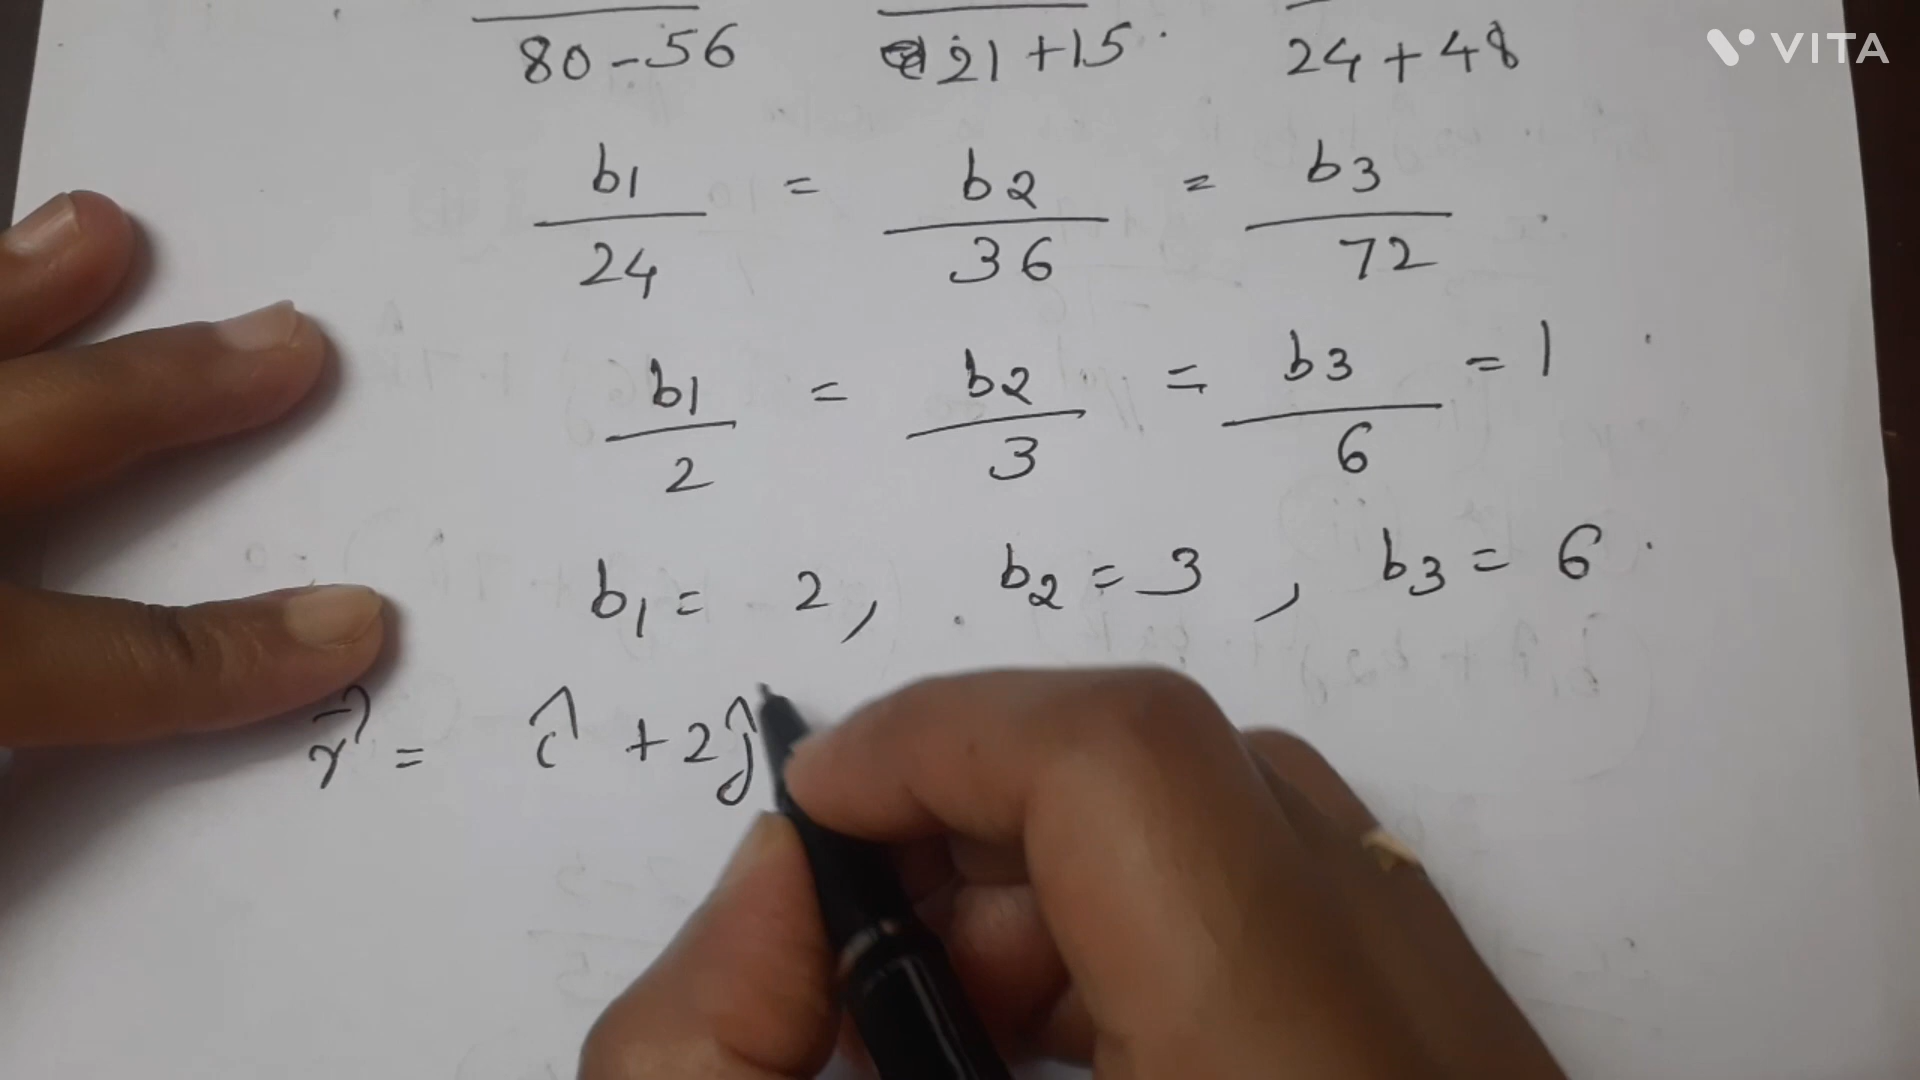 80 - 56 21 + 15 24 + 48
VITA
b1 = b2 = b3
24 36 72
b1 = b2 = b3 = 1
2 3 6
b1 = 2, b2 = 3, b3 = 6
r = î + 2ĵ